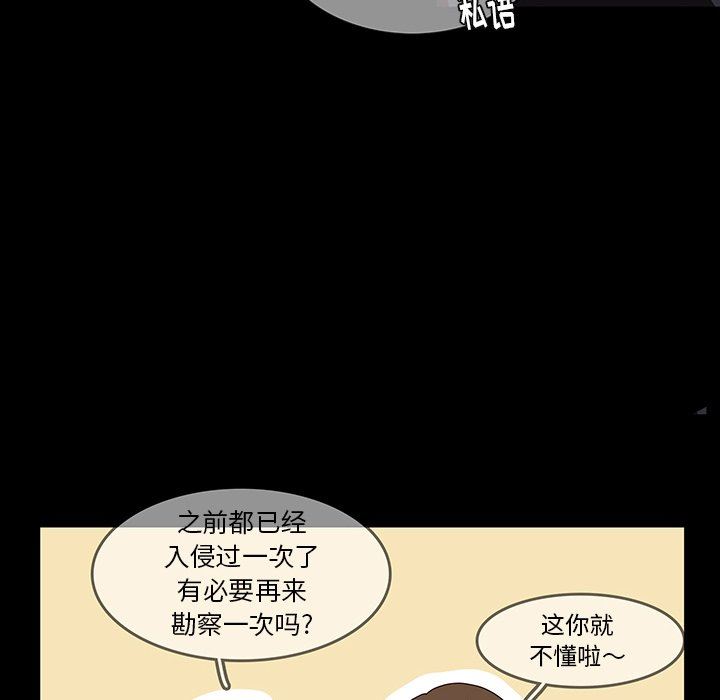 私语
之前都已经
入侵过一次了
有必要再来
勘察一次吗?
这你就
不懂啦～